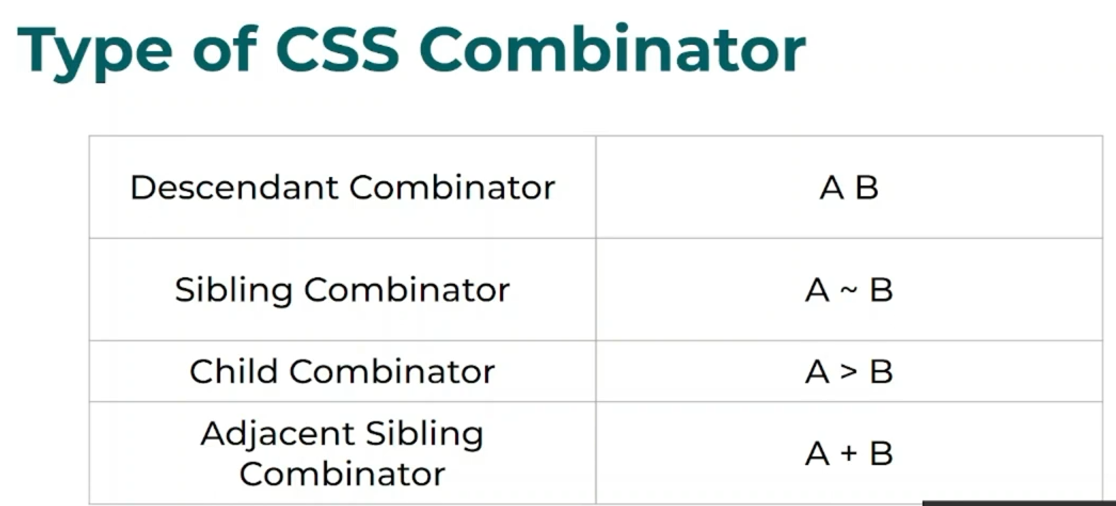 Type of CSS Combinator
Descendant Combinator
A B
Sibling Combinator
A ~ B
Child Combinator
A > B
Adjacent Sibling
Combinator
A + B